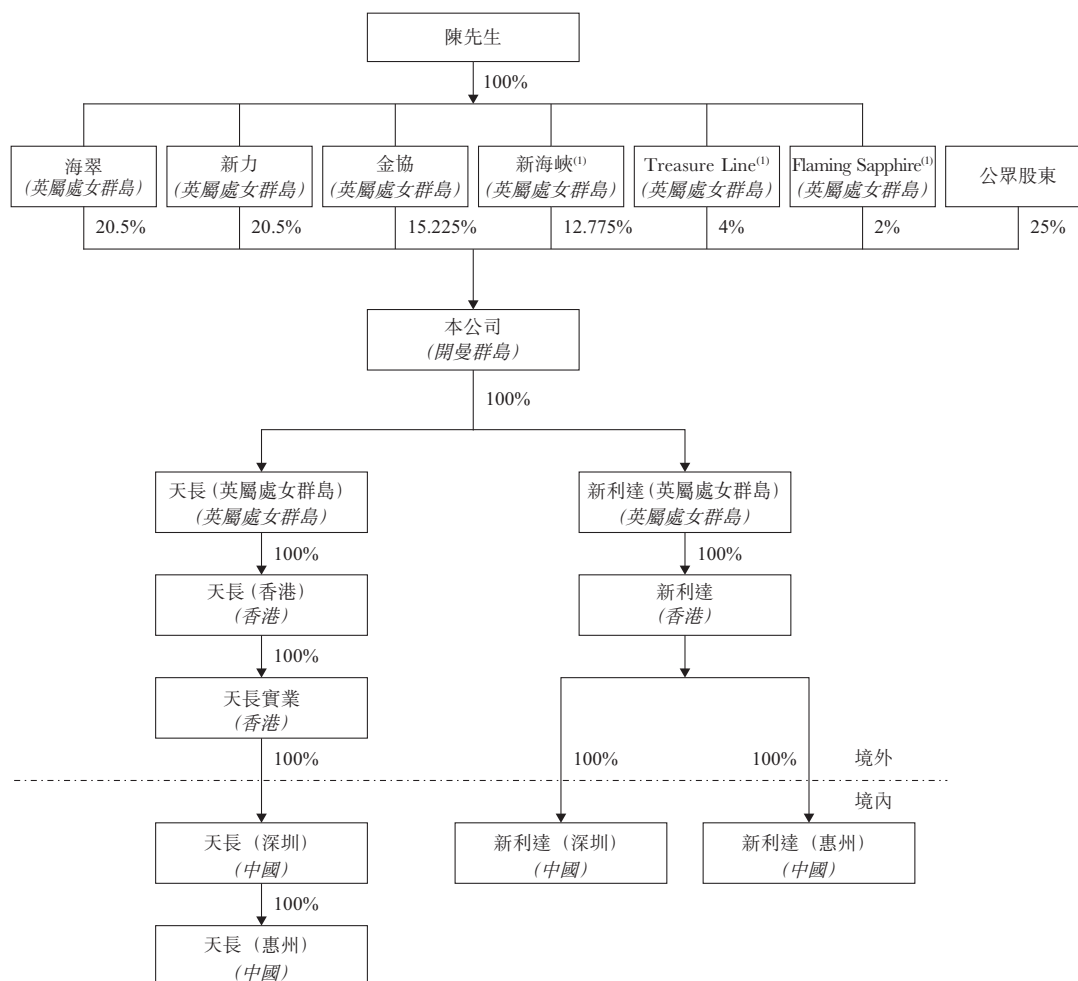 陳先生
100%
海翠
(英屬處女群島)
新力
(英屬處女群島)
金協
(英屬處女群島)
新海峽(1)
(英屬處女群島)
Treasure Line(1)
(英屬處女群島)
Flaming Sapphire(1)
(英屬處女群島)
公眾股東
20.5%
20.5%
15.225%
12.775%
4%
2%
25%
本公司
(開曼群島)
100%
天長(英屬處女群島)
(英屬處女群島)
新利達(英屬處女群島)
(英屬處女群島)
100%
100%
天長(香港)
(香港)
新利達
(香港)
100%
天長實業
(香港)
100%
100%
100%
境外
境內
天長(深圳)
(中國)
新利達(深圳)
(中國)
新利達(惠州)
(中國)
100%
天長(惠州)
(中國)